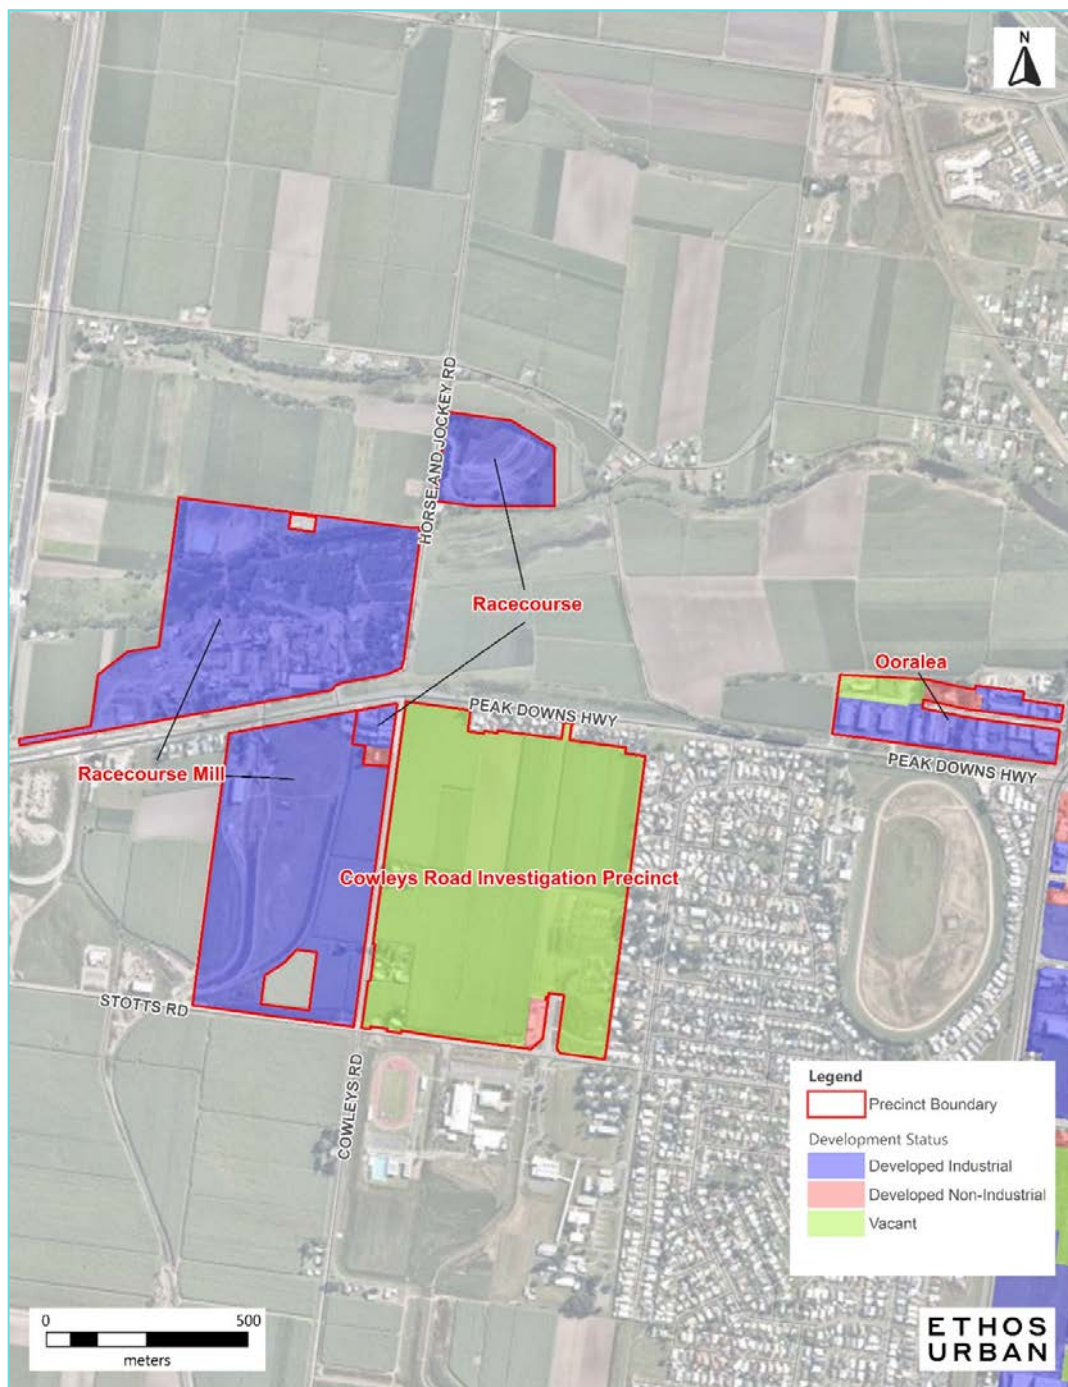 N
HORSE AND JOCKEY RD
Racecourse
Ooralea
PEAK DOWNS HWY
PEAK DOWNS HWY
Racecourse Mill
Cowleys Road Investigation Precinct
STOTTS RD
COWLEYS RD
Legend
Precinct Boundary
Development Status
Developed Industrial
Developed Non-Industrial
Vacant
0 500
meters
ETHOS
URBAN